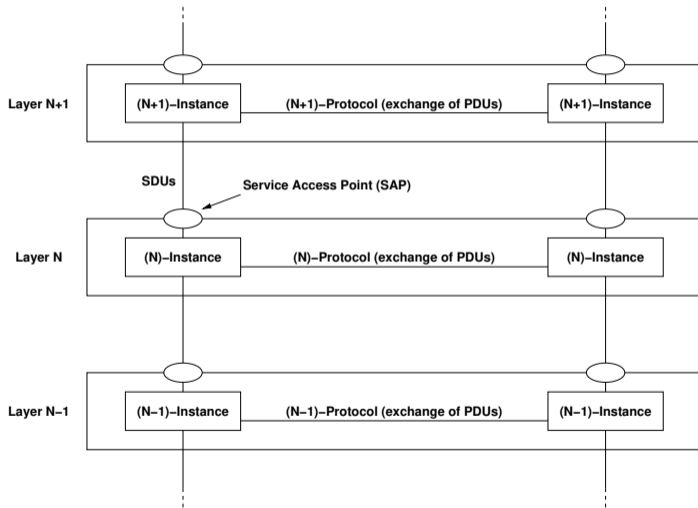 Layer N+1
(N+1)–Instance
(N+1)–Protocol (exchange of PDUs)
(N+1)–Instance
SDUs
Service Access Point (SAP)
Layer N
(N)–Instance
(N)–Protocol (exchange of PDUs)
(N)–Instance
Layer N–1
(N–1)–Instance
(N–1)–Protocol (exchange of PDUs)
(N–1)–Instance